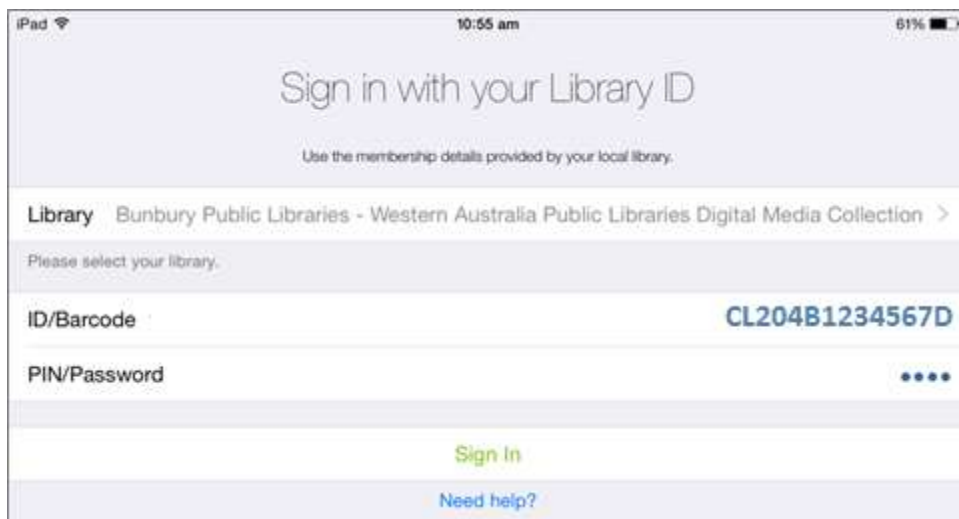 iPad 10:55 am 61%
Sign in with your Library ID
Use the membership details provided by your local library.
Library Bunbury Public Libraries - Western Australia Public Libraries Digital Media Collection >
Please select your library.
ID/Barcode CL204B1234567D
PIN/Password ••••
Sign In
Need help?